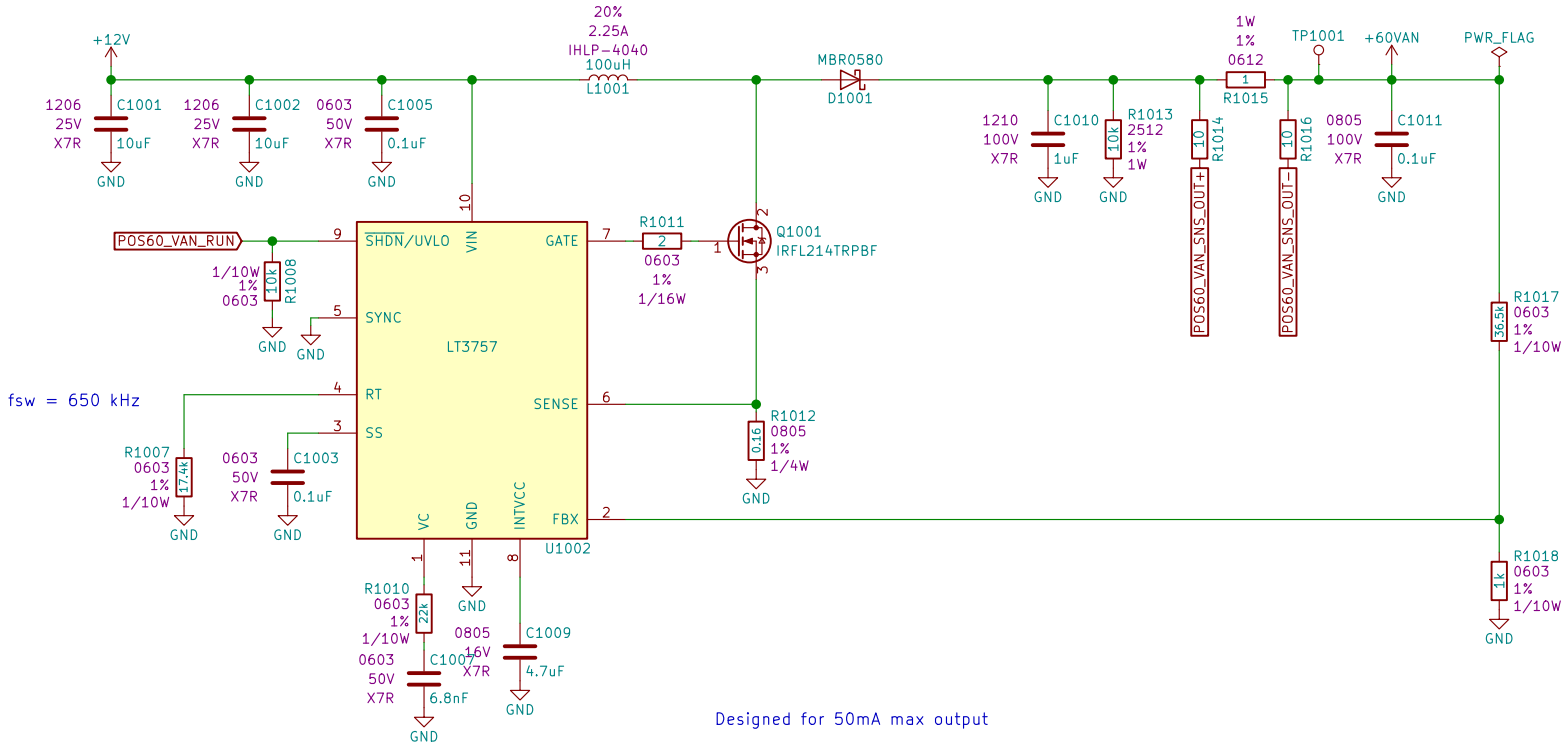 +12V
1206
25V
X7R
C1001
10uF
GND
1206
25V
X7R
C1002
10uF
GND
0603
50V
X7R
C1005
0.1uF
GND
20%
2.25A
IHLP-4040
100uH
L1001
MBR0580
D1001
1210
100V
X7R
C1010
1uF
GND
R1013
10k
2512
1%
1W
GND
1W
1%
0612
1
R1015
10
R1014
POS60_VAN_SNS_OUT+
10
R1016
POS60_VAN_SNS_OUT-
TP1001
+60VAN
PWR_FLAG
0805
100V
X7R
C1011
0.1uF
GND
POS60_VAN_RUN
1/10W
1%
0603
10k
R1008
GND
9
SHDN/UVLO
10
VIN
GATE
7
5
SYNC
GND
LT3757
4
RT
3
SS
SENSE
6
VC
GND
INTVCC
FBX
2
1
11
8
U1002
R1011
2
0603
1%
1/16W
1
2
3
Q1001
IRFL214TRPBF
R1012
0.16
0805
1%
1/4W
GND
R1017
36.5k
0603
1%
1/10W
R1018
1k
0603
1%
1/10W
GND
fsw = 650 kHz
R1007
0603
1%
1/10W
17.4k
GND
0603
50V
X7R
C1003
0.1uF
GND
GND
R1010
0603
1%
1/10W
22k
0603
50V
X7R
C1007
6.8nF
GND
0805
16V
X7R
C1009
4.7uF
GND
Designed for 50mA max output